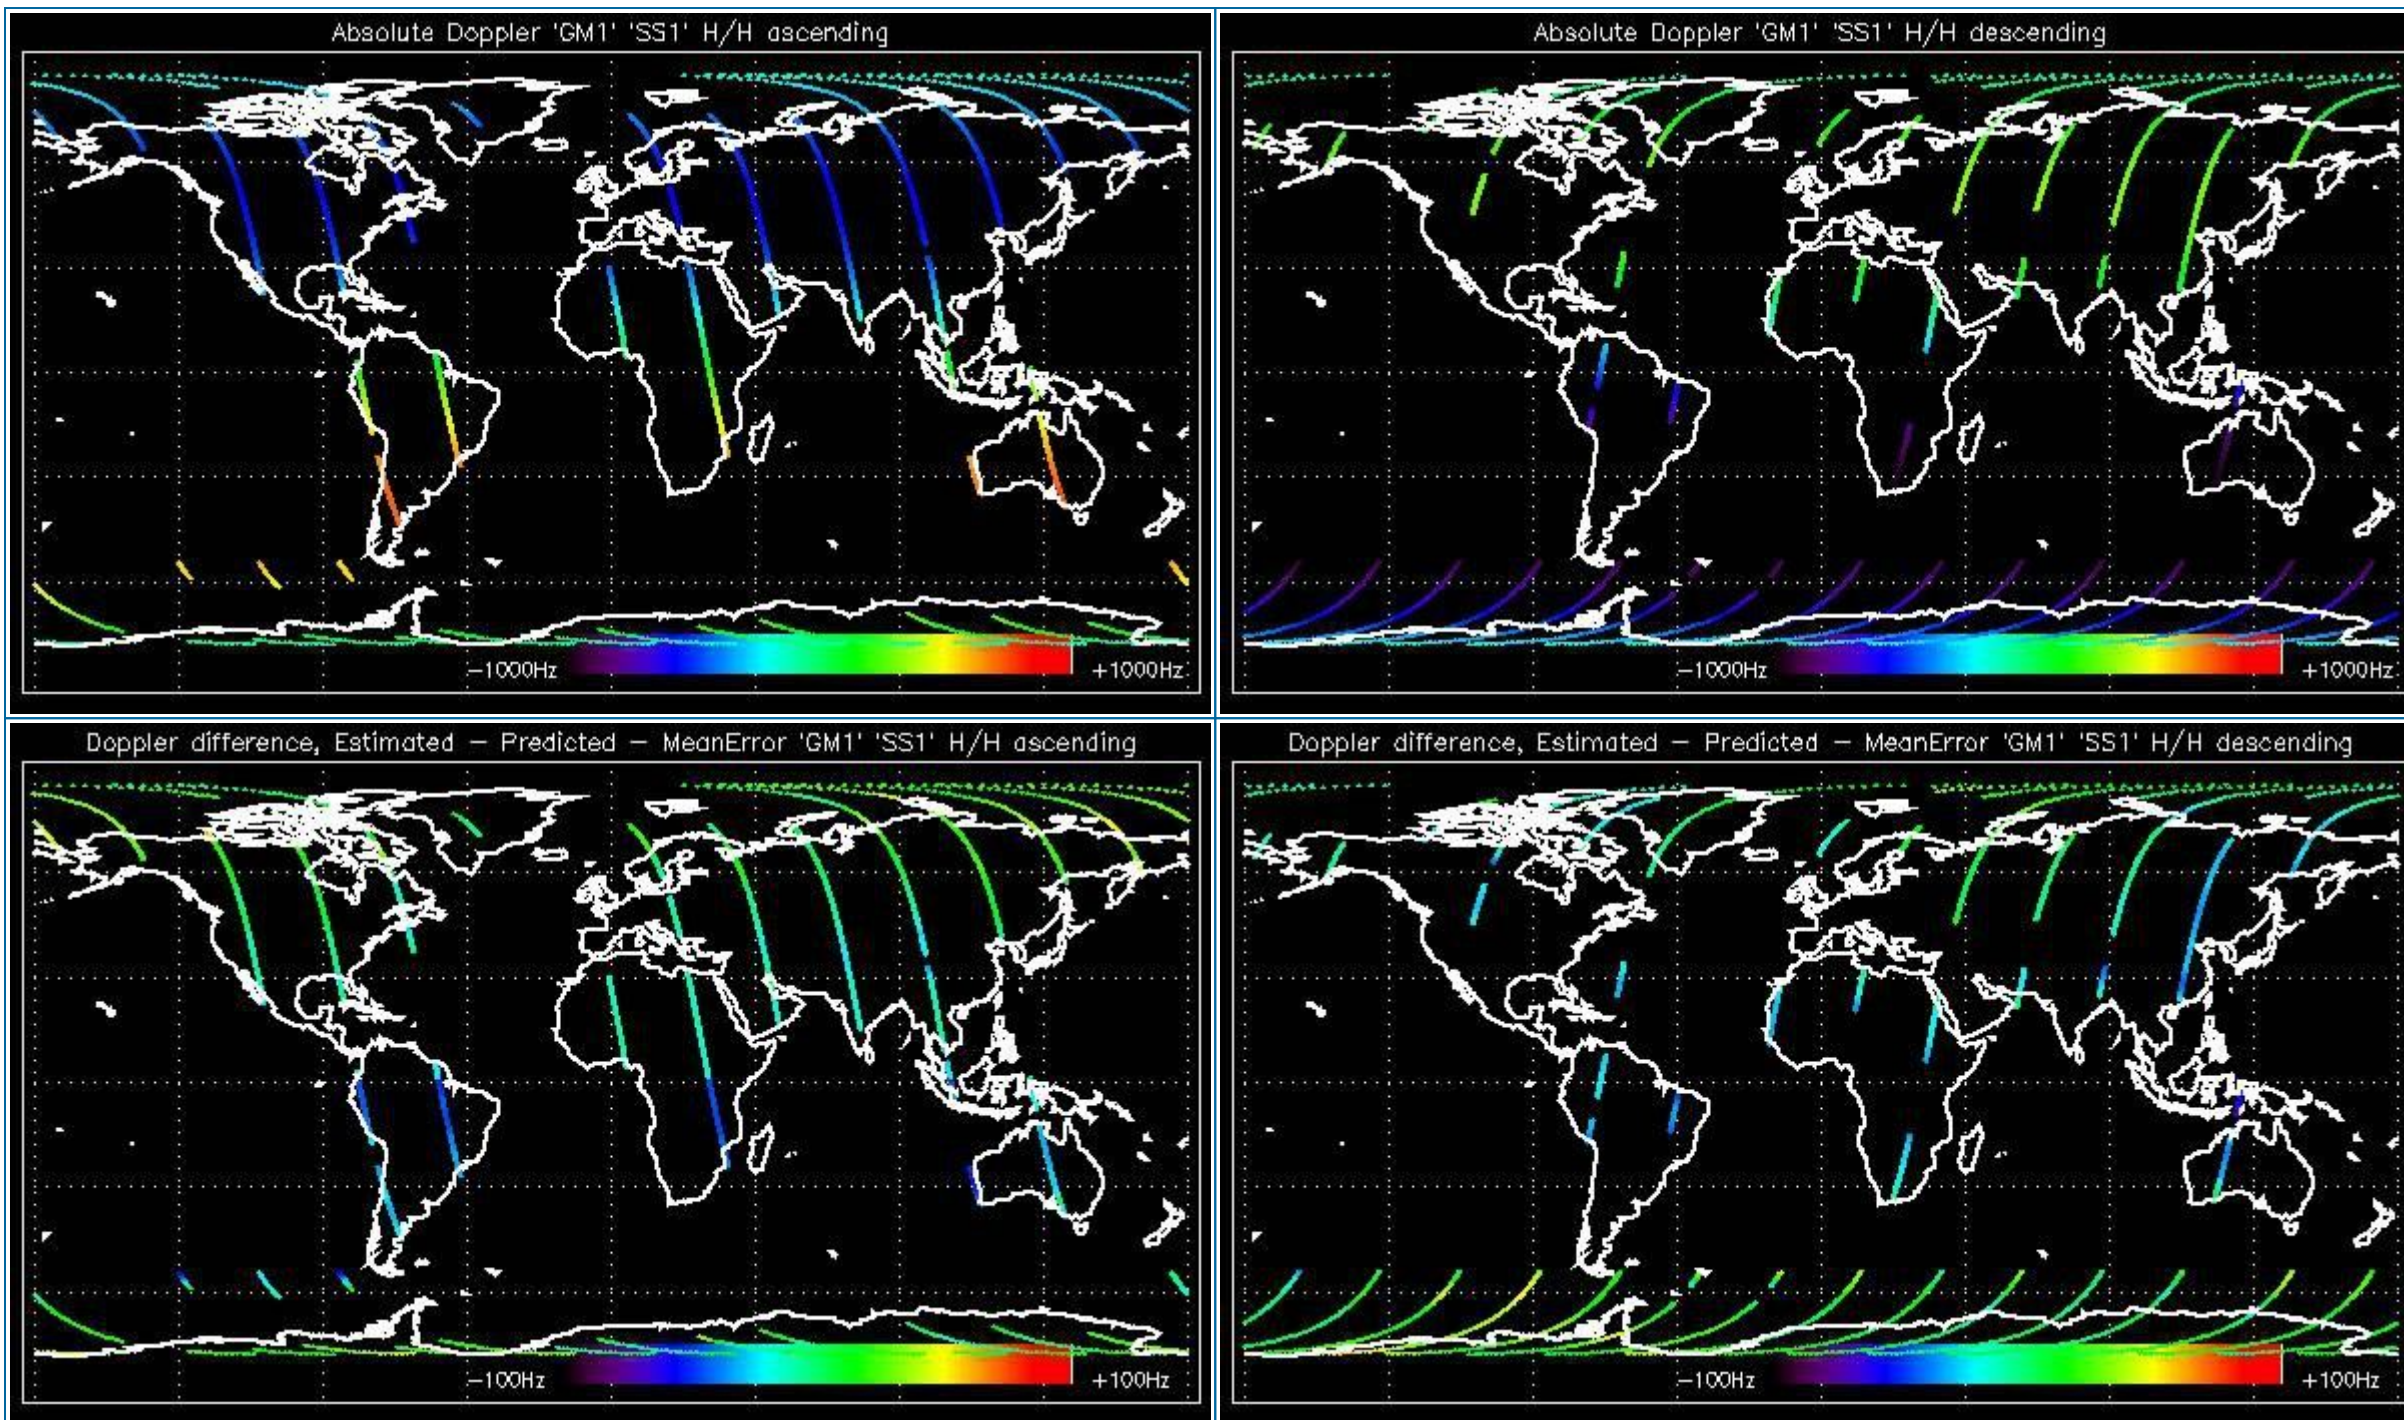 Absolute Doppler 'GM1' 'SS1' H/H ascending
−1000Hz +1000Hz
Absolute Doppler 'GM1' 'SS1' H/H descending
−1000Hz +1000Hz
Doppler difference, Estimated − Predicted − MeanError 'GM1' 'SS1' H/H ascending
−100Hz +100Hz
Doppler difference, Estimated − Predicted − MeanError 'GM1' 'SS1' H/H descending
−100Hz +100Hz